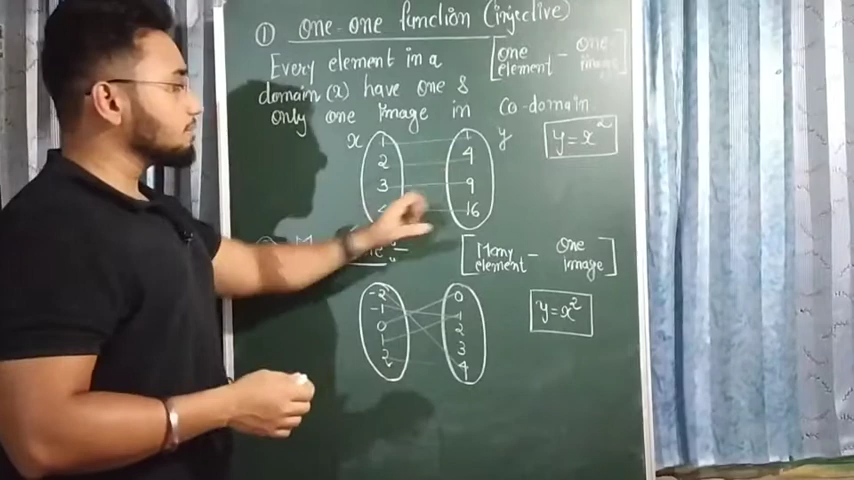 ① one-one function (injective)
Every element in a
domain (x) have one &
only one image in co-domain
[one element - one image]
x y
1 1
2 4
3 9
16
y = x²
[Many element - one image]
-2 0
-1 1
0 2
1 3
2 4
y = x²